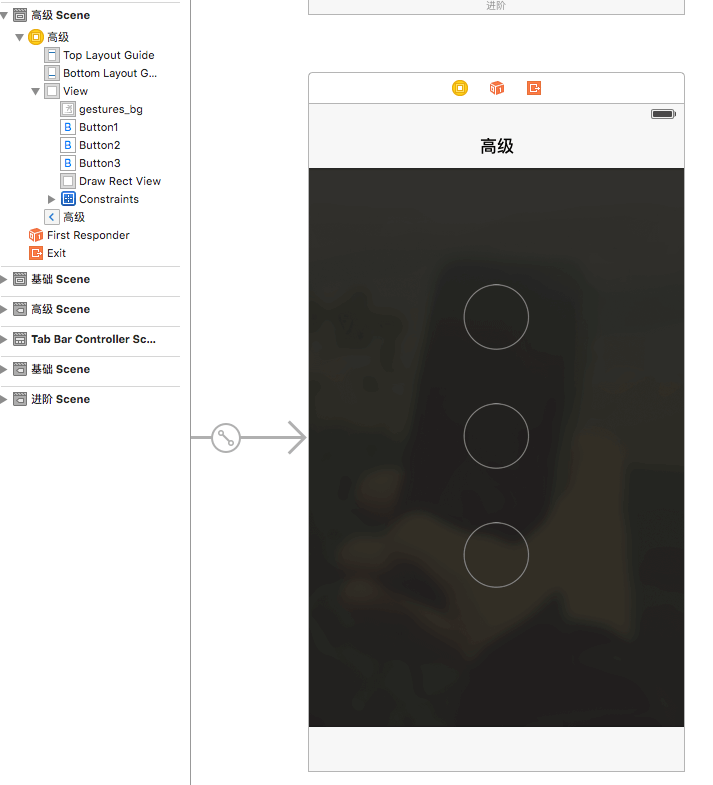 高级 Scene
高级
Top Layout Guide
Bottom Layout G...
View
gestures_bg
B Button1
B Button2
B Button3
Draw Rect View
Constraints
高级
First Responder
Exit
基础 Scene
高级 Scene
Tab Bar Controller Sc...
基础 Scene
进阶 Scene
进阶
高级